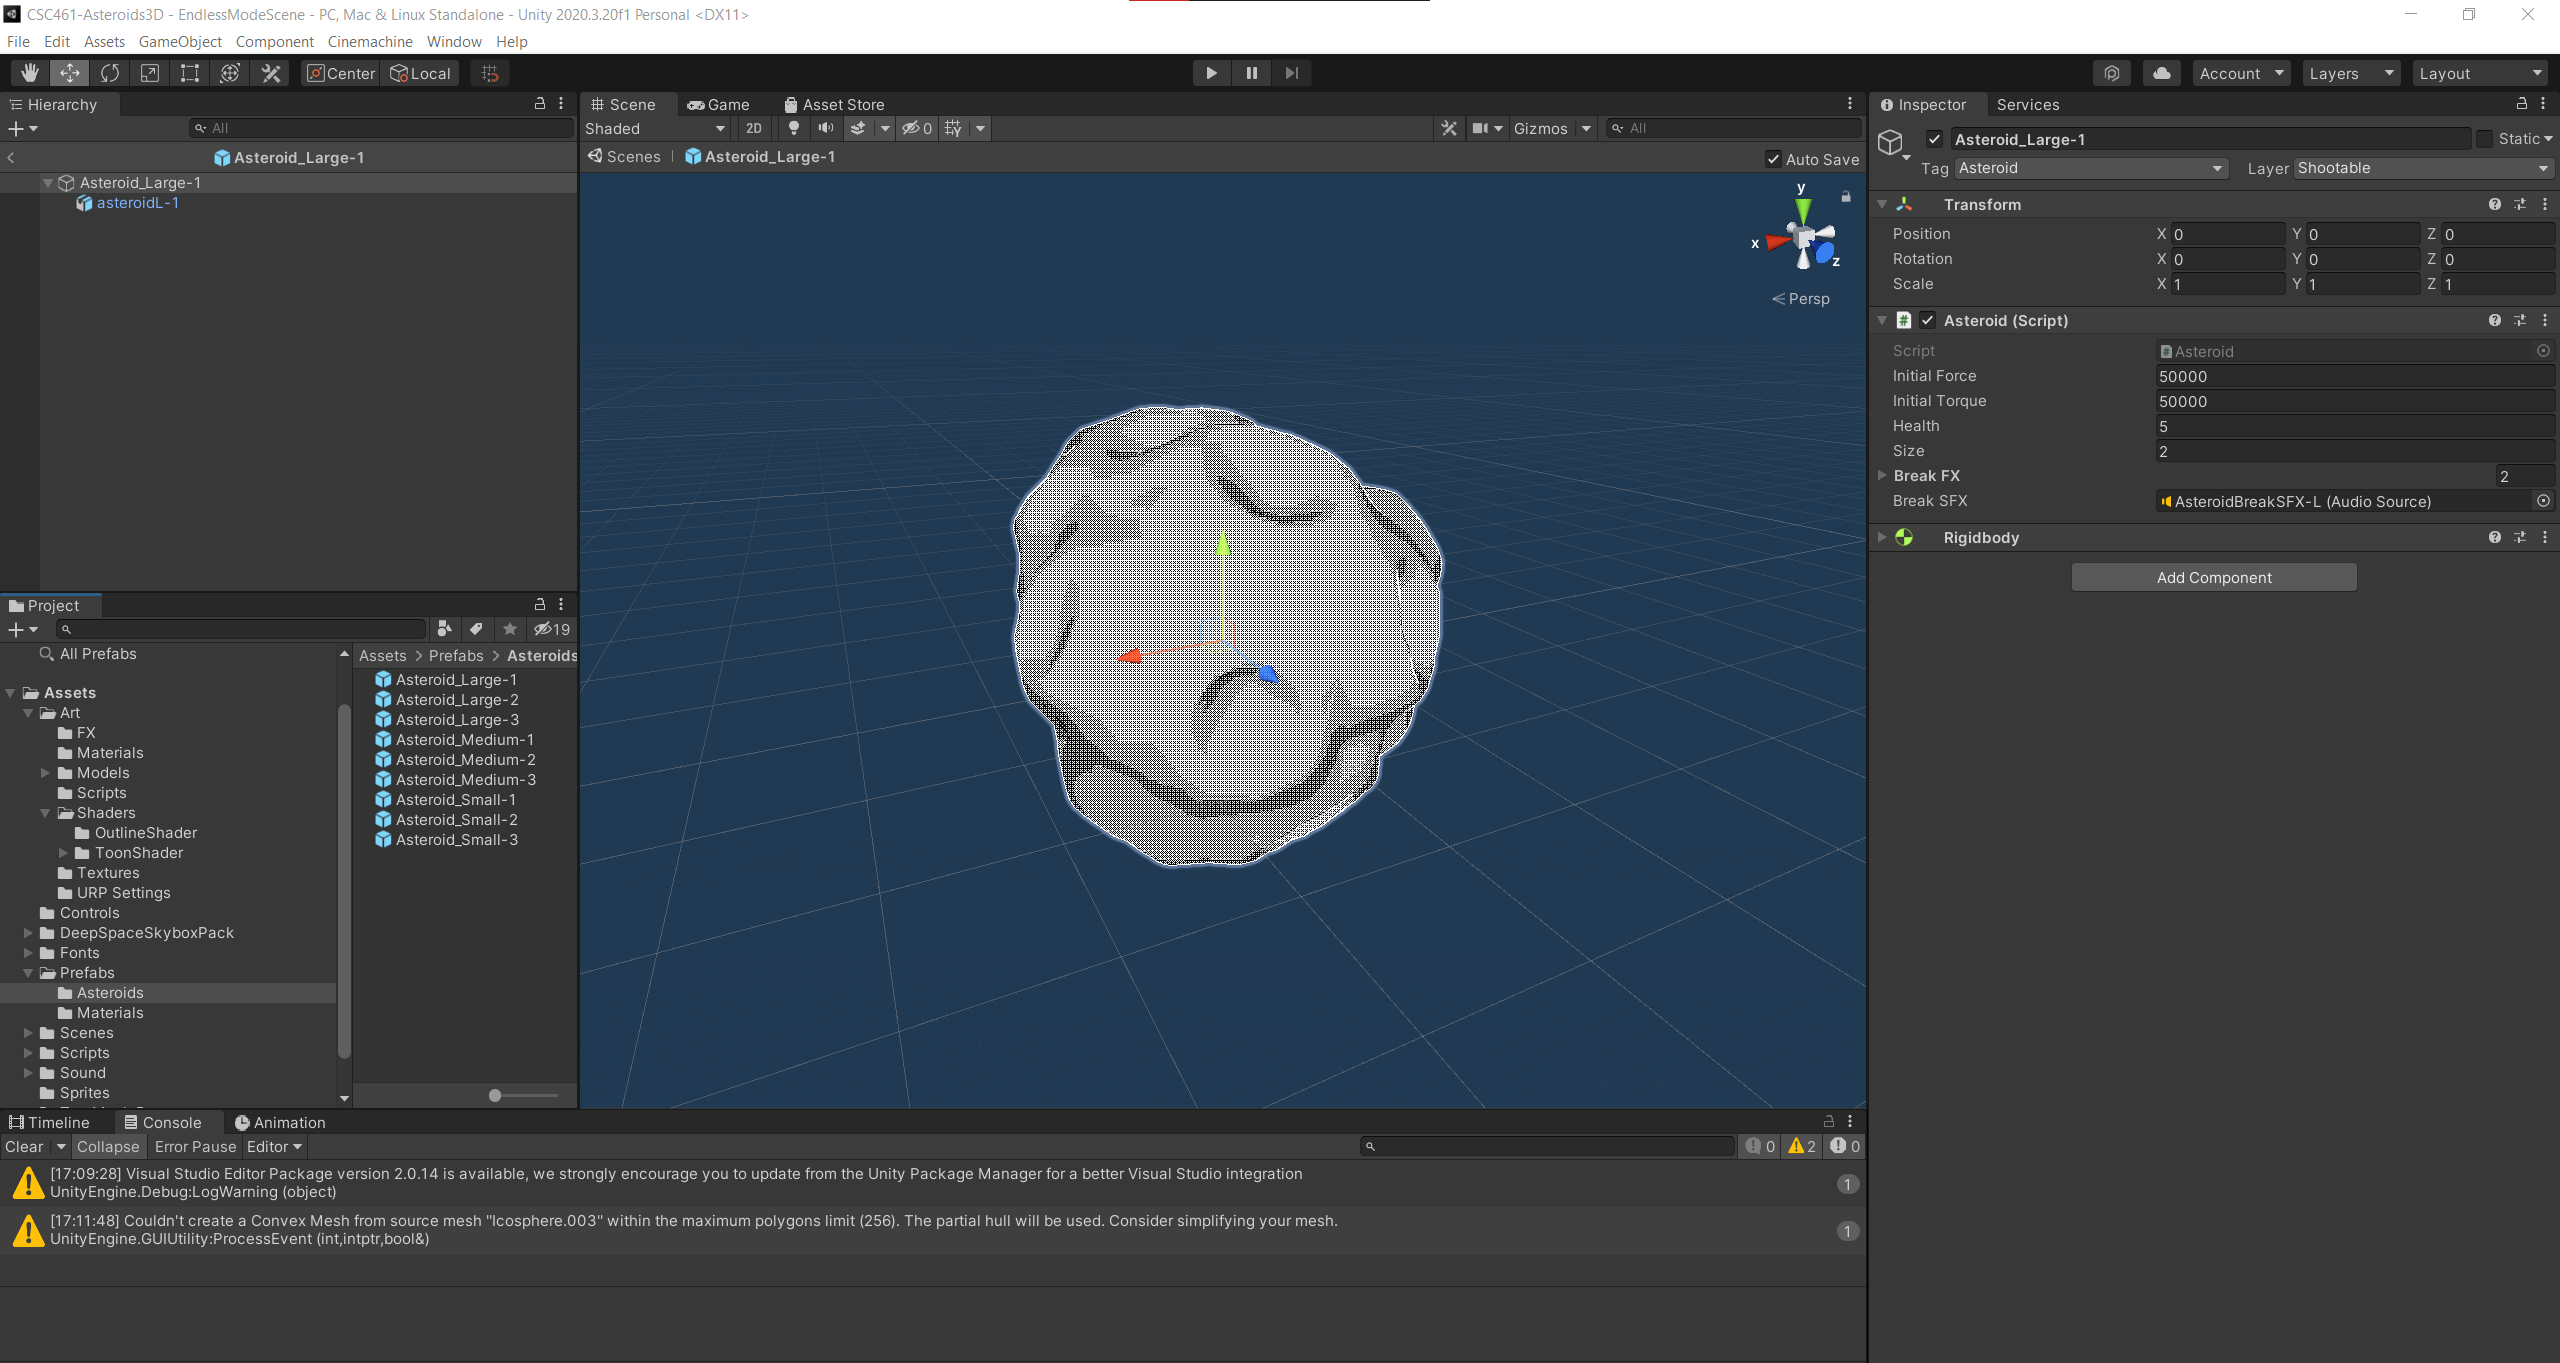 CSC461-Asteroids3D - EndlessModeScene - PC, Mac & Linux Standalone - Unity 2020.3.20f1 Personal <DX11>
File Edit Assets GameObject Component Cinemachine Window Help
Center Local Account Layers Layout
Hierarchy
All
Asteroid_Large-1
Asteroid_Large-1
asteroidL-1
Scene Game Asset Store
Shaded 2D 0 Gizmos All
Scenes | Asteroid_Large-1 Auto Save
y
x
z
Persp
Project
19
All Prefabs
Assets
Art
FX
Materials
Models
Scripts
Shaders
OutlineShader
ToonShader
Textures
URP Settings
Controls
DeepSpaceSkyboxPack
Fonts
Prefabs
Asteroids
Materials
Scenes
Scripts
Sound
Sprites
Assets > Prefabs > Asteroids
Asteroid_Large-1
Asteroid_Large-2
Asteroid_Large-3
Asteroid_Medium-1
Asteroid_Medium-2
Asteroid_Medium-3
Asteroid_Small-1
Asteroid_Small-2
Asteroid_Small-3
Timeline Console Animation
Clear Collapse Error Pause Editor 0 2 0
[17:09:28] Visual Studio Editor Package version 2.0.14 is available, we strongly encourage you to update from the Unity Package Manager for a better Visual Studio integration
UnityEngine.Debug:LogWarning (object)
1
[17:11:48] Couldn't create a Convex Mesh from source mesh "Icosphere.003" within the maximum polygons limit (256). The partial hull will be used. Consider simplifying your mesh.
UnityEngine.GUIUtility:ProcessEvent (int,intptr,bool&)
1
Inspector Services
Asteroid_Large-1 Static
Tag Asteroid Layer Shootable
Transform
Position X 0 Y 0 Z 0
Rotation X 0 Y 0 Z 0
Scale X 1 Y 1 Z 1
# Asteroid (Script)
Script # Asteroid
Initial Force 50000
Initial Torque 50000
Health 5
Size 2
Break FX 2
Break SFX AsteroidBreakSFX-L (Audio Source)
Rigidbody
Add Component